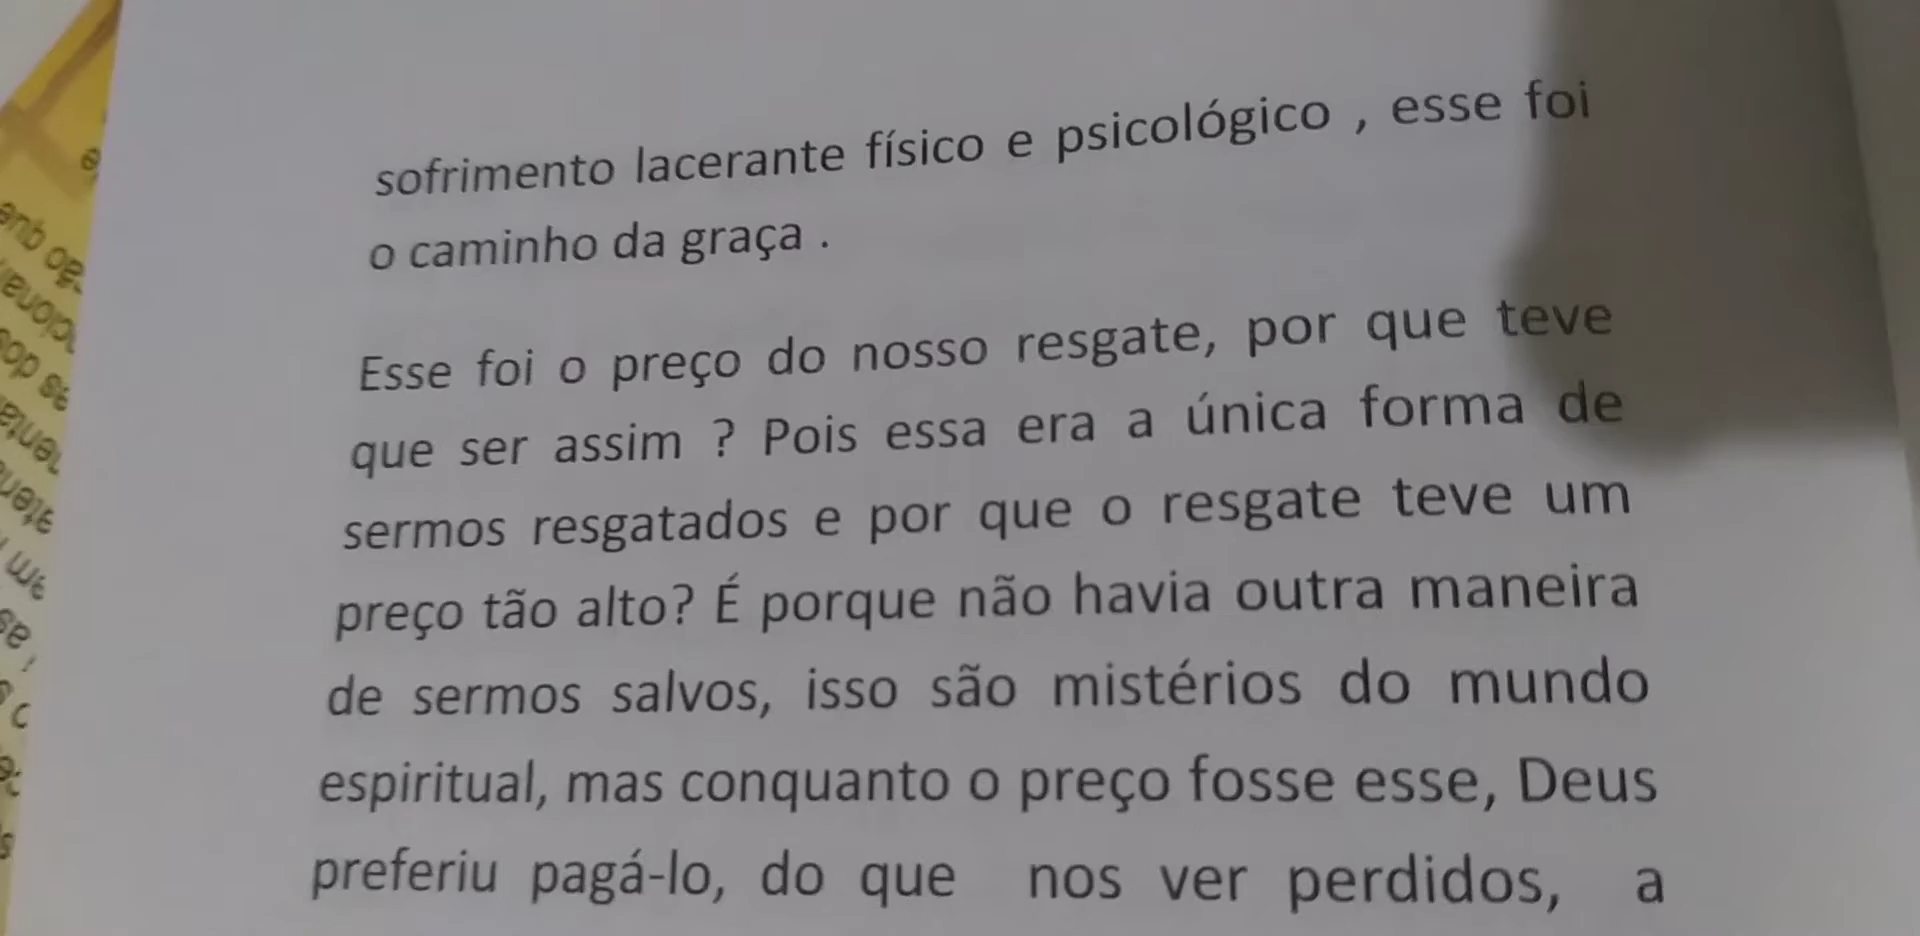 sofrimento lacerante físico e psicológico , esse foi
o caminho da graça .
Esse foi o preço do nosso resgate, por que teve
que ser assim ? Pois essa era a única forma de
sermos resgatados e por que o resgate teve um
preço tão alto? É porque não havia outra maneira
de sermos salvos, isso são mistérios do mundo
espiritual, mas conquanto o preço fosse esse, Deus
preferiu pagá-lo, do que nos ver perdidos, a